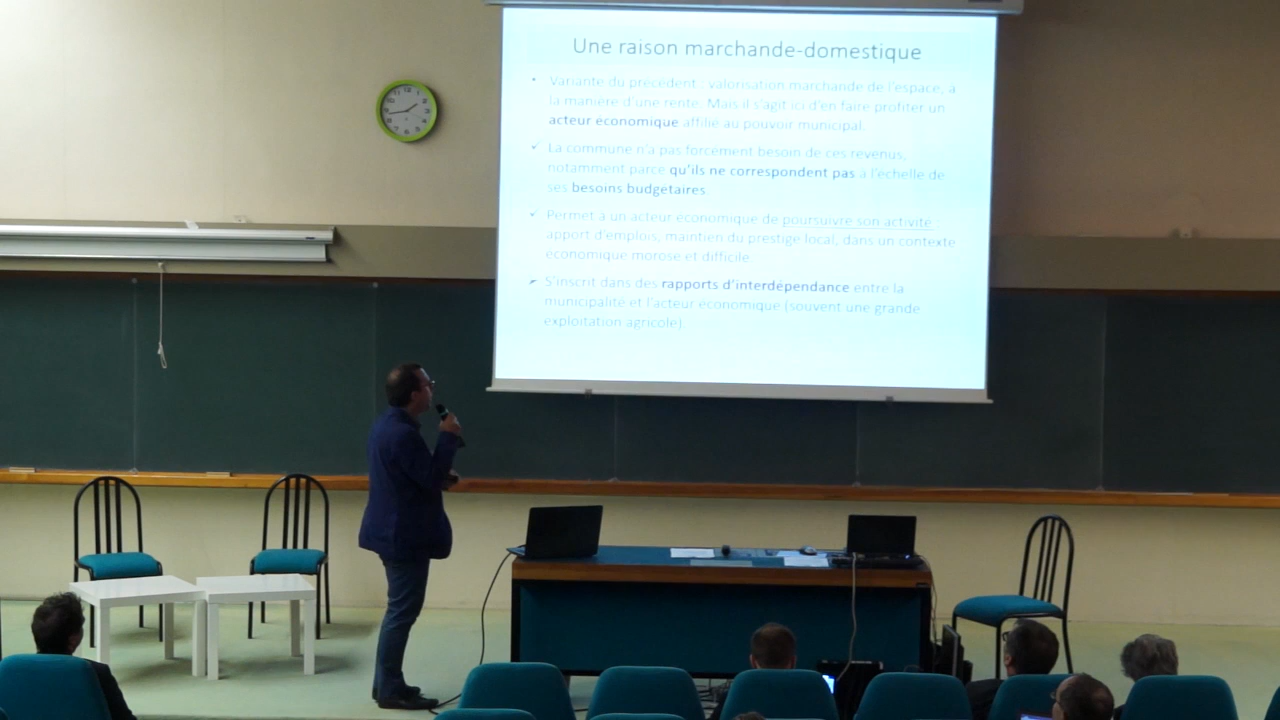 Une raison marchande-domestique
• Variante du précédent : valorisation marchande de l'espace, à
la manière d'une rente. Mais il s'agit ici d'en faire profiter un
acteur économique affilié au pouvoir municipal.
✓ La commune n'a pas forcément besoin de ces revenus,
notamment parce qu'ils ne correspondent pas à l'échelle de
ses besoins budgétaires.
✓ Permet à un acteur économique de poursuivre son activité
apport d'emplois, maintien du prestige local, dans un contexte
économique morose et difficile.
✓ S'inscrit dans des rapports d'interdépendance entre la
municipalité et l'acteur économique (souvent une grande
exploitation agricole).